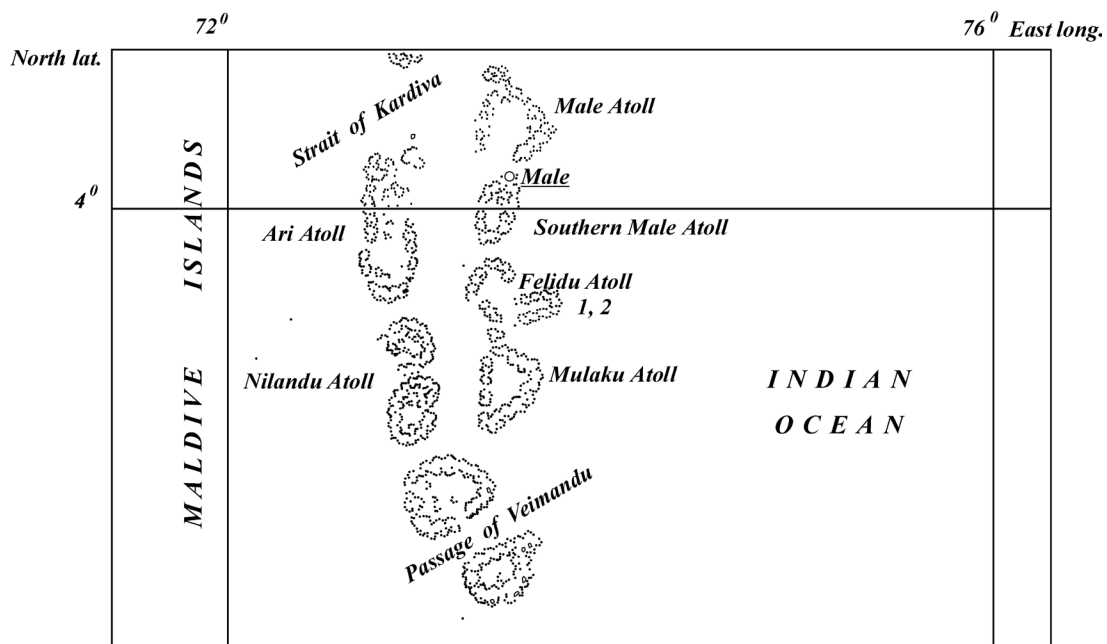 72⁰
76⁰ East long.
North lat.
Strait of Kardiva
Male Atoll
Male
4⁰
Ari Atoll
Southern Male Atoll
Felidu Atoll
1, 2
Nilandu Atoll
Mulaku Atoll
INDIAN
OCEAN
MALDIVE ISLANDS
Passage of Veimandu